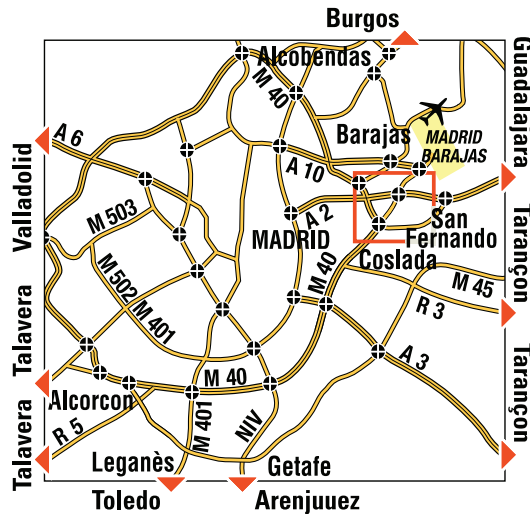 Burgos
Alcobendas
M 40
Guadalajara
A 6
Barajas
MADRID
BARAJAS
A 10
Valladolid
M 503
A 2
San
Fernando
MADRID
Coslada
Tarançon
M 40
M 45
R 3
M 502
M 401
Talavera
A 3
Tarançon
M 40
Alcorcon
M 401
NIV
R 5
Talavera
Leganès
Getafe
Toledo
Arenjuuez